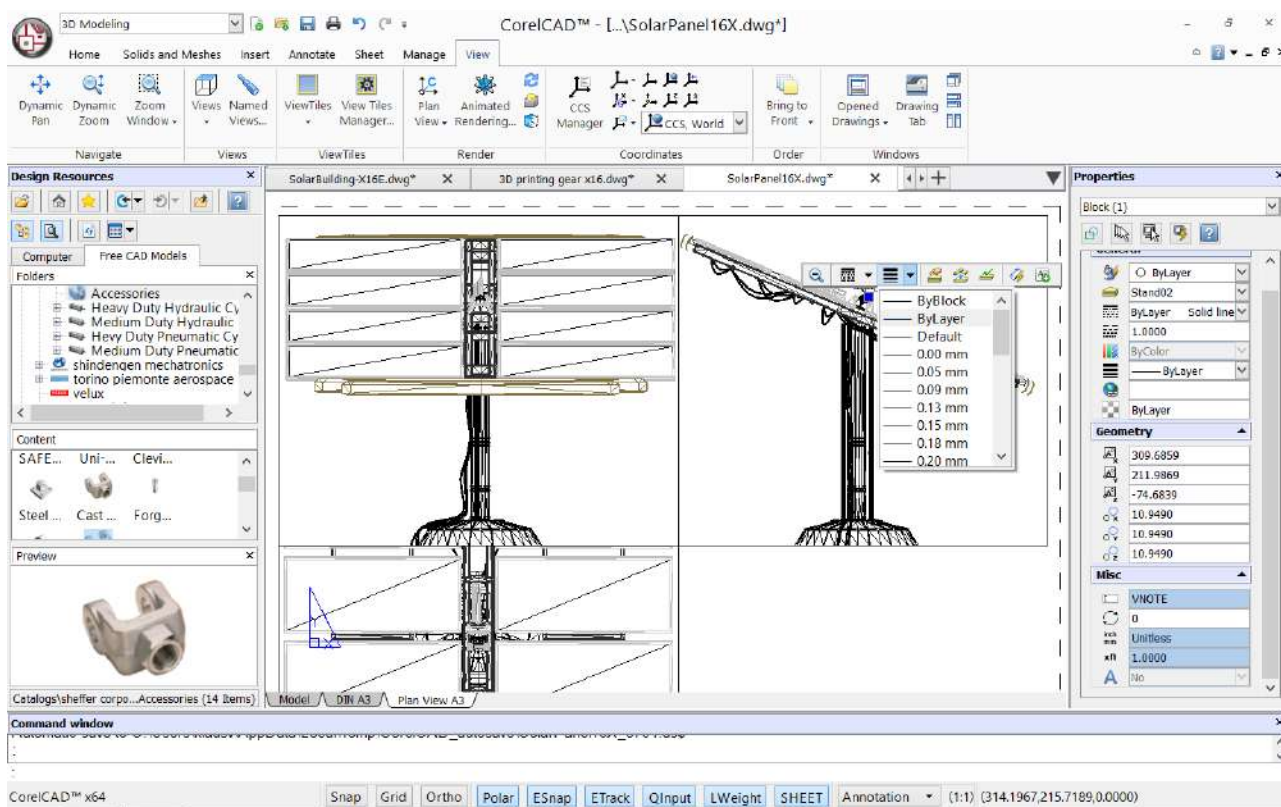 3D Modeling
CorelCAD™ - [...\SolarPanel16X.dwg*]
Home Solids and Meshes Insert Annotate Sheet Manage View
Dynamic Pan
Dynamic Zoom
Zoom Window
Views
Named Views...
ViewTiles
View Tiles Manager...
Plan View
Animated Rendering...
CCS Manager
CCS, World
Bring to Front
Opened Drawings
Drawing Tab
Navigate Views ViewTiles Render Coordinates Order Windows
Design Resources
SolarBuilding-X16E.dwg* 3D printing gear x16.dwg* SolarPanel16X.dwg*
Computer Free CAD Models
Folders
Accessories
Heavy Duty Hydraulic Cy
Medium Duty Hydraulic
Hevy Duty Pneumatic Cy
Medium Duty Pneumatic
shindengen mechatronics
torino piemonte aerospace
velux
Content
SAFE... Uni-... Clevi...
Steel ... Cast ... Forg...
Preview
Catalogs\sheffer corpo...Accessories (14 Items)
ByBlock
ByLayer
Default
0.00 mm
0.05 mm
0.09 mm
0.13 mm
0.15 mm
0.18 mm
0.20 mm
Model DIN A3 Plan View A3
Properties
Block (1)
General
ByLayer
Stand02
ByLayer Solid line
1.0000
ByColor
ByLayer
ByLayer
Geometry
309.6859
211.9869
-74.6839
10.9490
10.9490
10.9490
Misc
VNOTE
0
Unitless
1.0000
No
Command window
:
:
CorelCAD™ x64
Snap Grid Ortho Polar ESnap ETrack QInput LWeight SHEET Annotation (1:1) (314.1967,215.7189,0.0000)